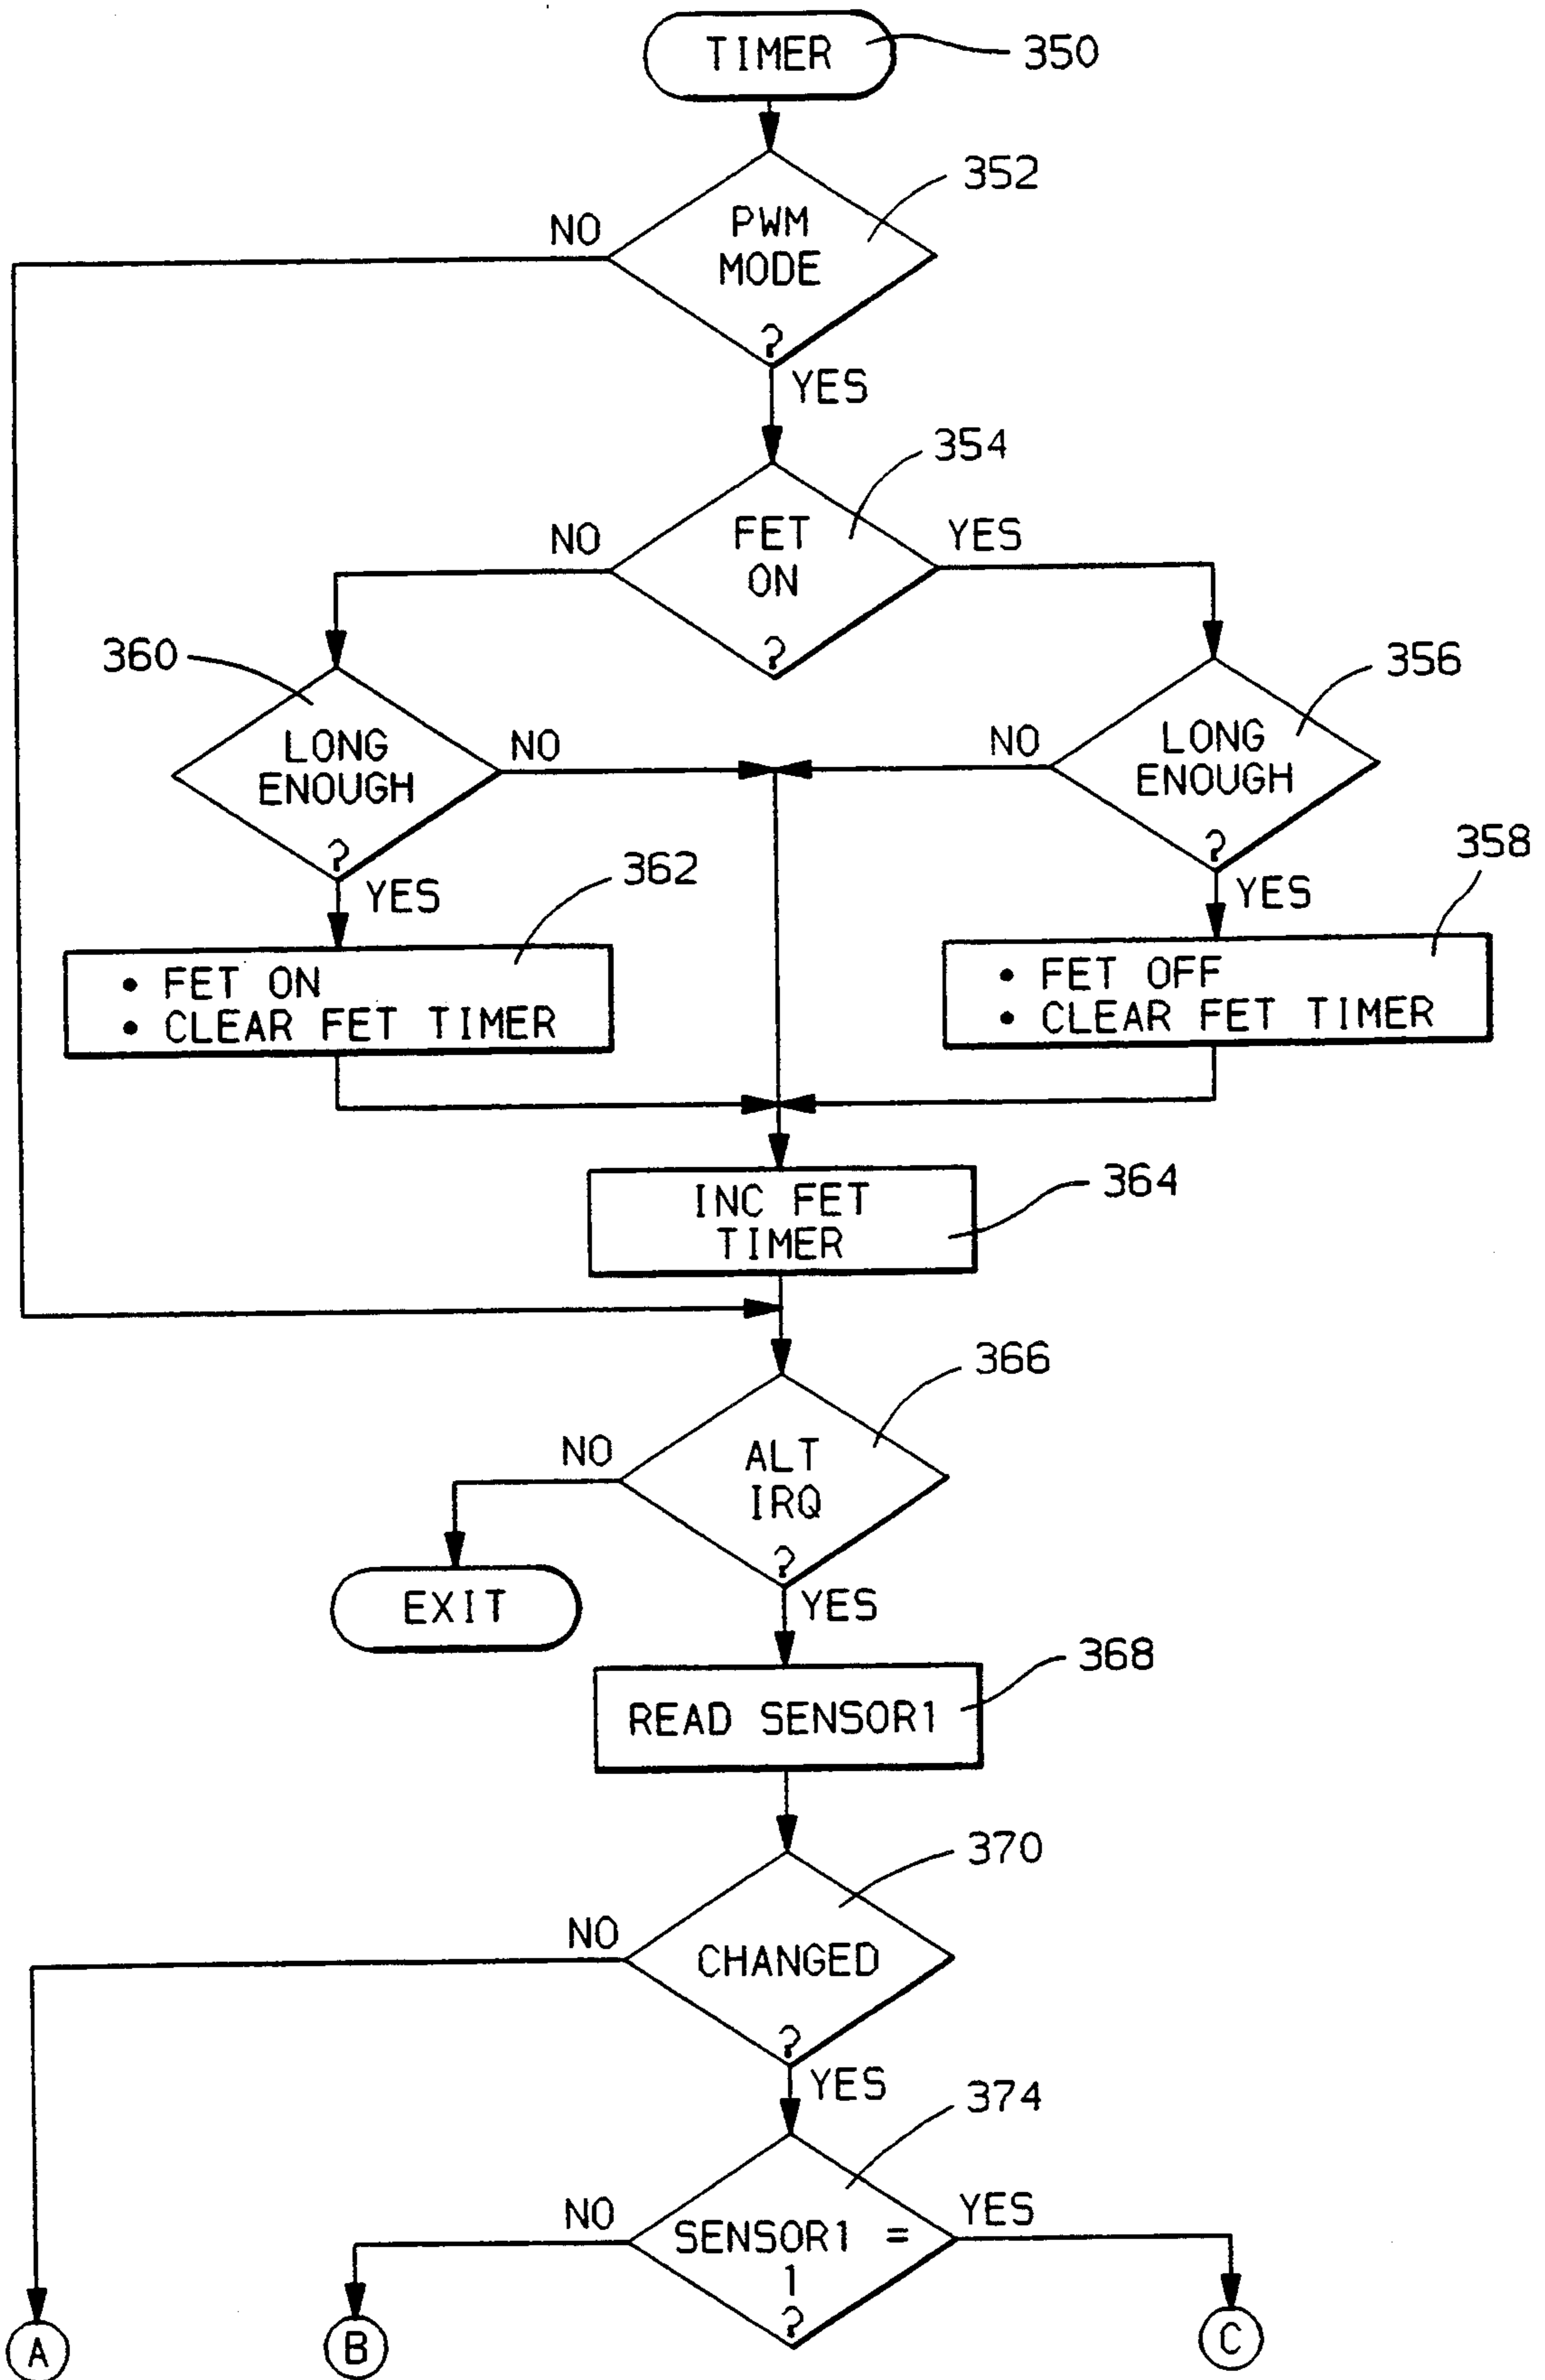 TIMER
350
352
PWM
MODE
?
NO
YES
354
FET
ON
?
NO
YES
360
LONG
ENOUGH
?
NO
YES
356
LONG
ENOUGH
?
NO
YES
362
• FET ON
• CLEAR FET TIMER
358
• FET OFF
• CLEAR FET TIMER
INC FET
TIMER
364
366
ALT
IRQ
?
NO
YES
EXIT
368
READ SENSOR1
370
CHANGED
?
NO
YES
374
SENSOR1 =
1
?
NO
YES
A
B
C